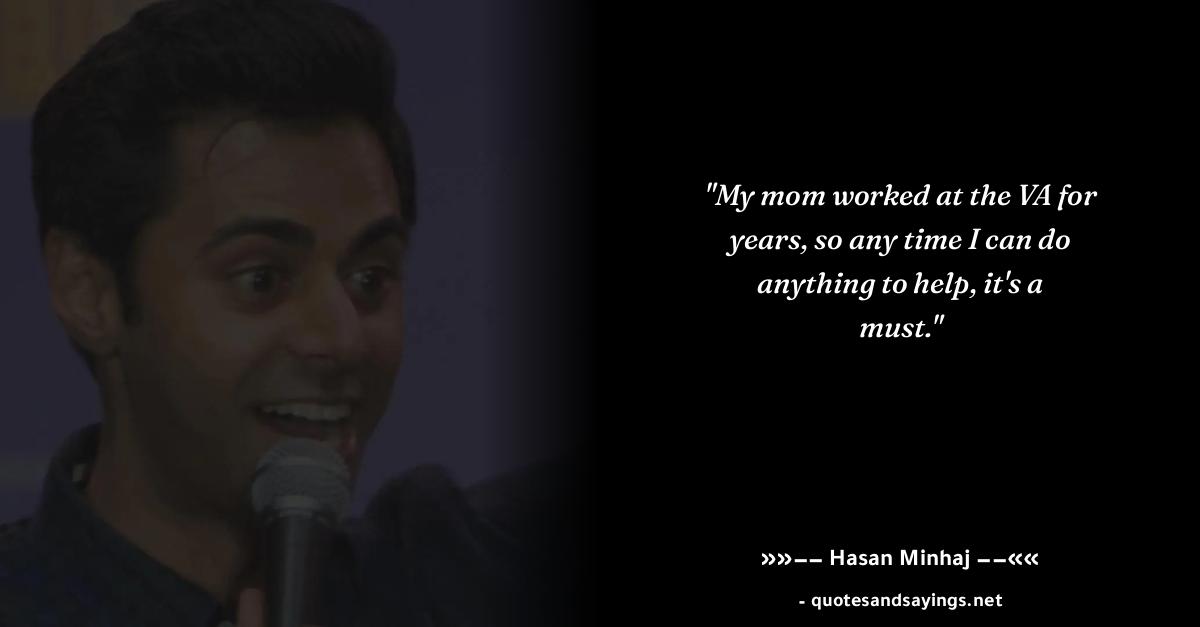 "My mom worked at the VA for
years, so any time I can do
anything to help, it's a
must."
»»−− Hasan Minhaj −−««
- quotesandsayings.net